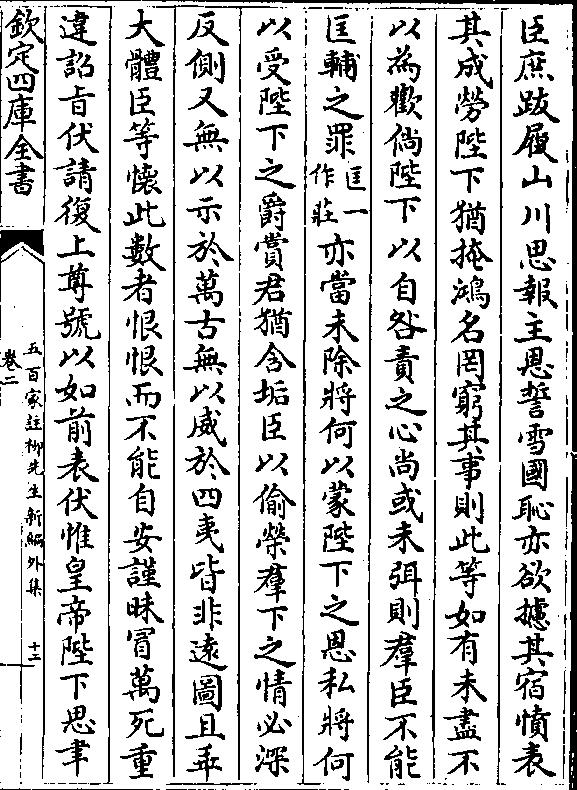 臣庶跋履山川思報主恩誓雪國恥亦欲攄其宿憤表
其成勞陛下猶掩鴻名罔窮其事則此等如有未盡不
以為歡倘陛下以自咎責之心尚或未弭則羣臣不能
匡輔之罪匡一作莊亦當未除將何以蒙陛下之恩私將何
以受陛下之爵賞君猶含垢臣以偷榮羣下之情必深
反側又無以示於萬古無以威於四夷皆非遠圖且乖
大體臣等懷此數者恨恨而不能自安謹昧冒萬死重
違詔旨伏請復上尊號以如前表伏惟皇帝陛下思聿
欽定四庫全書
五百家註柳先生新編外集
卷二
十二